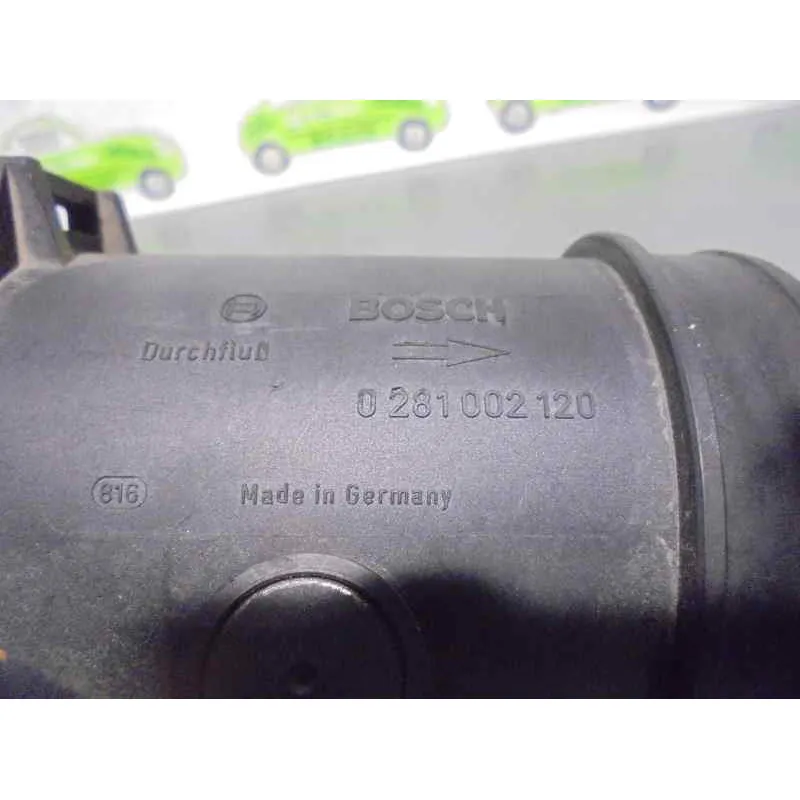 BOSCH
Durchfluß
0 281 002 120
816
Made in Germany